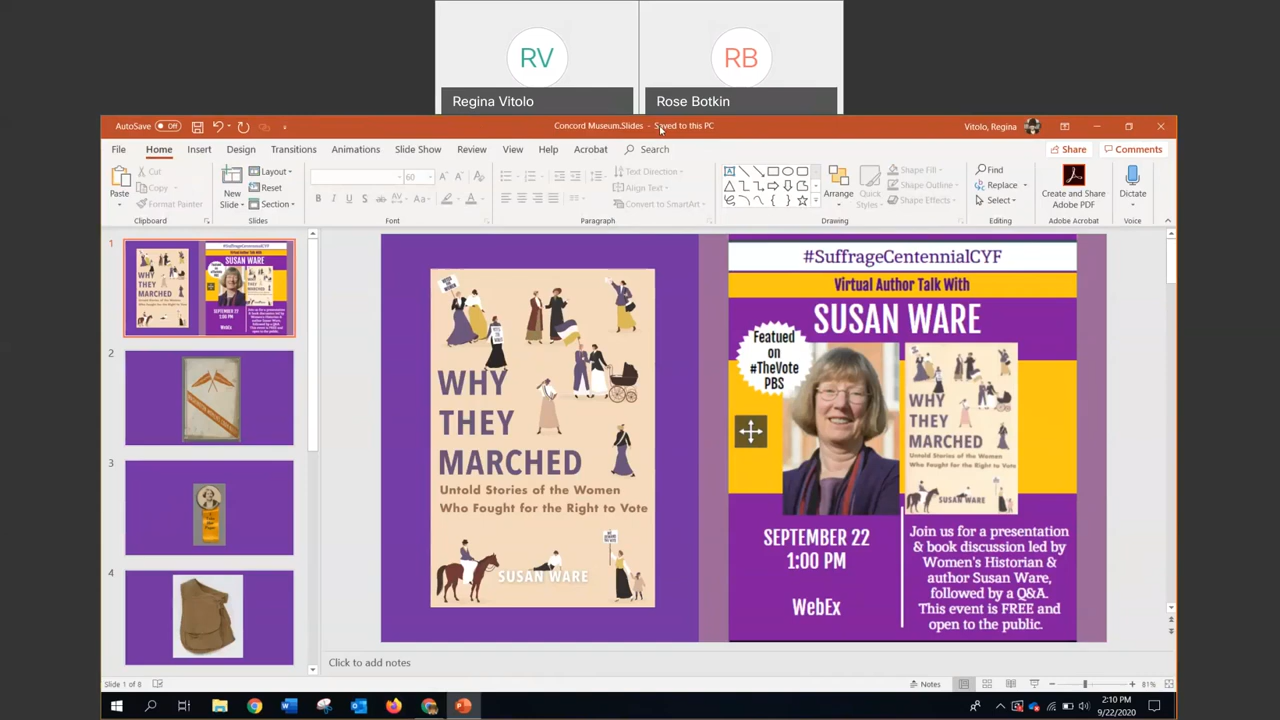 RV
RB
Regina Vitolo
Rose Botkin
AutoSave Off
Concord Museum.Slides - Saved to this PC
Vitolo, Regina
File Home Insert Design Transitions Animations Slide Show Review View Help Acrobat Search
Share Comments
Paste
Cut
Copy
Format Painter
Clipboard
New
Slide
Layout
Reset
Section
Slides
60
Font
Text Direction
Align Text
Convert to SmartArt
Paragraph
Arrange
Quick
Styles
Shape Fill
Shape Outline
Shape Effects
Drawing
Find
Replace
Select
Editing
Create and Share
Adobe PDF
Adobe Acrobat
Dictate
Voice
1
2
3
4
WHY
THEY
MARCHED
Untold Stories of the Women
Who Fought for the Right to Vote
SUSAN WARE
#SuffrageCentennialCYF
Virtual Author Talk With
SUSAN WARE
Featued
on
#TheVote
PBS
WHY
THEY
MARCHED
Untold Stories of the Women
Who Fought for the Right to Vote
SUSAN WARE
SEPTEMBER 22
1:00 PM
WebEx
Join us for a presentation
& book discussion led by
Women's Historian &
author Susan Ware,
followed by a Q&A.
This event is FREE and
open to the public.
Click to add notes
Slide 1 of 8
Notes
81%
2:10 PM
9/22/2020